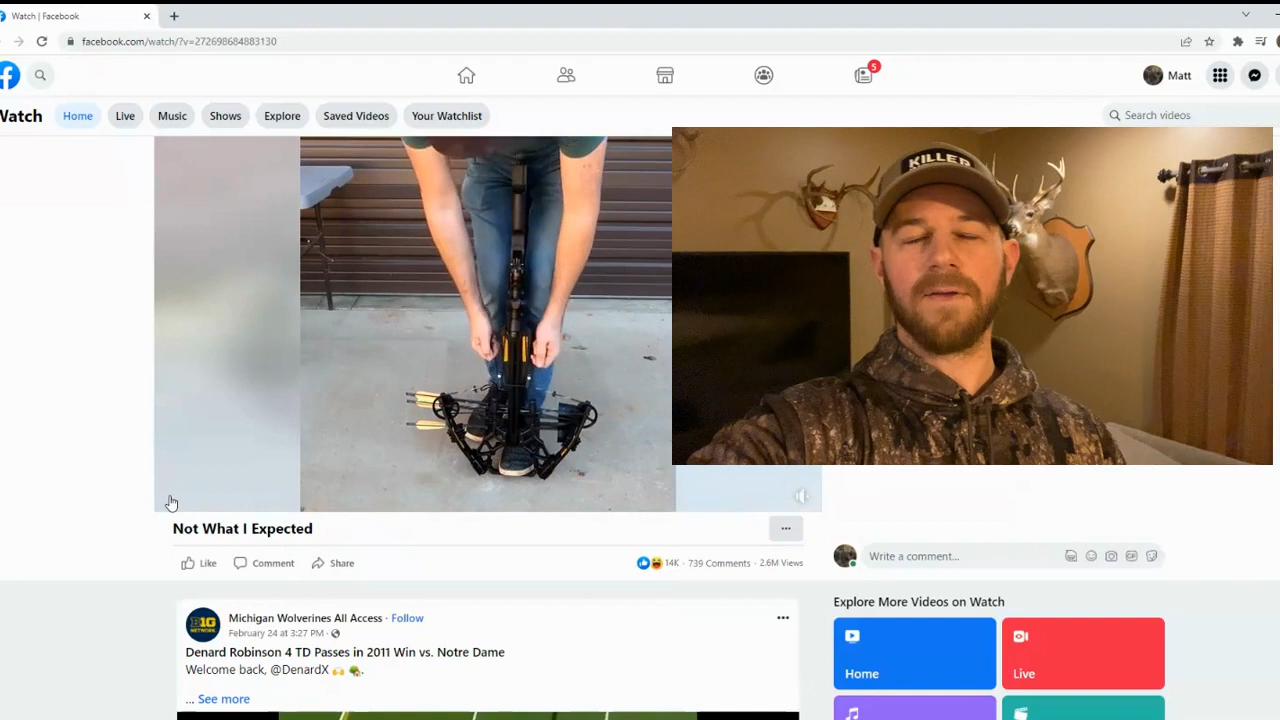 Watch | Facebook
facebook.com/watch/?v=272698684883130
5
Matt
Watch
Home
Live
Music
Shows
Explore
Saved Videos
Your Watchlist
Search videos
KILLER
Not What I Expected
Like
Comment
Share
14K · 739 Comments · 2.6M Views
Write a comment...
B1G
NETWORK
Michigan Wolverines All Access · Follow
February 24 at 3:27 PM ·
Denard Robinson 4 TD Passes in 2011 Win vs. Notre Dame
Welcome back, @DenardX 🙌 🏈.
... See more
Explore More Videos on Watch
Home
Live